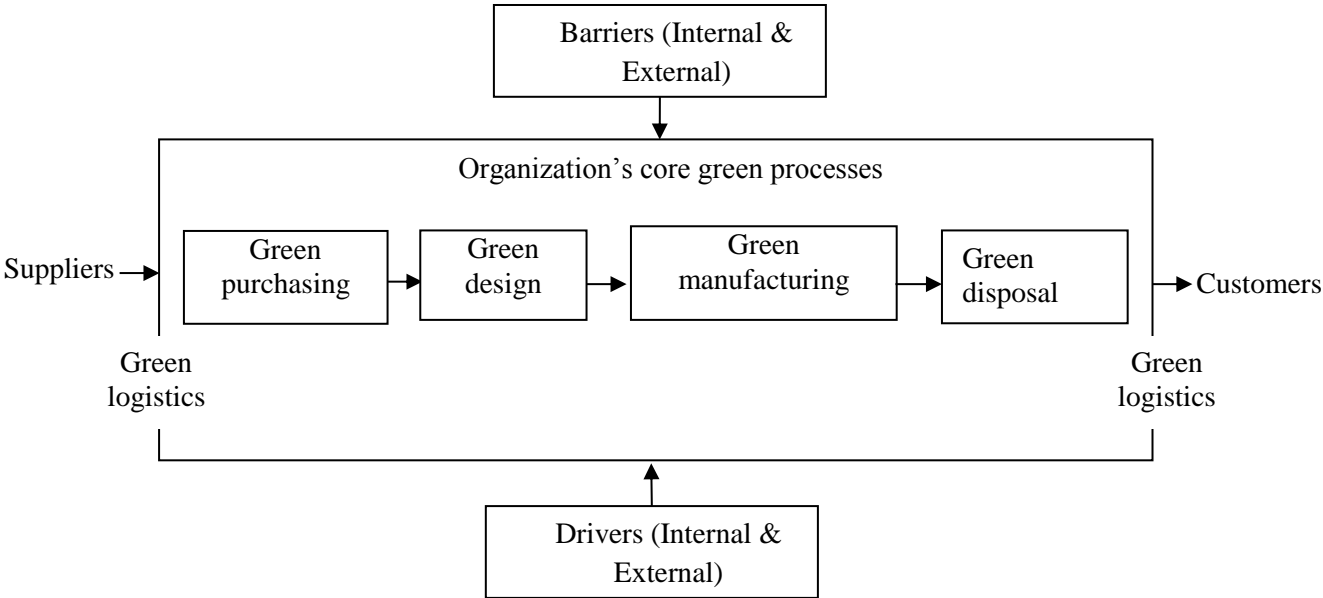 Barriers (Internal &
External)
Organization’s core green processes
Suppliers
Green
purchasing
Green
design
Green
manufacturing
Green
disposal
Customers
Green
logistics
Green
logistics
Drivers (Internal &
External)